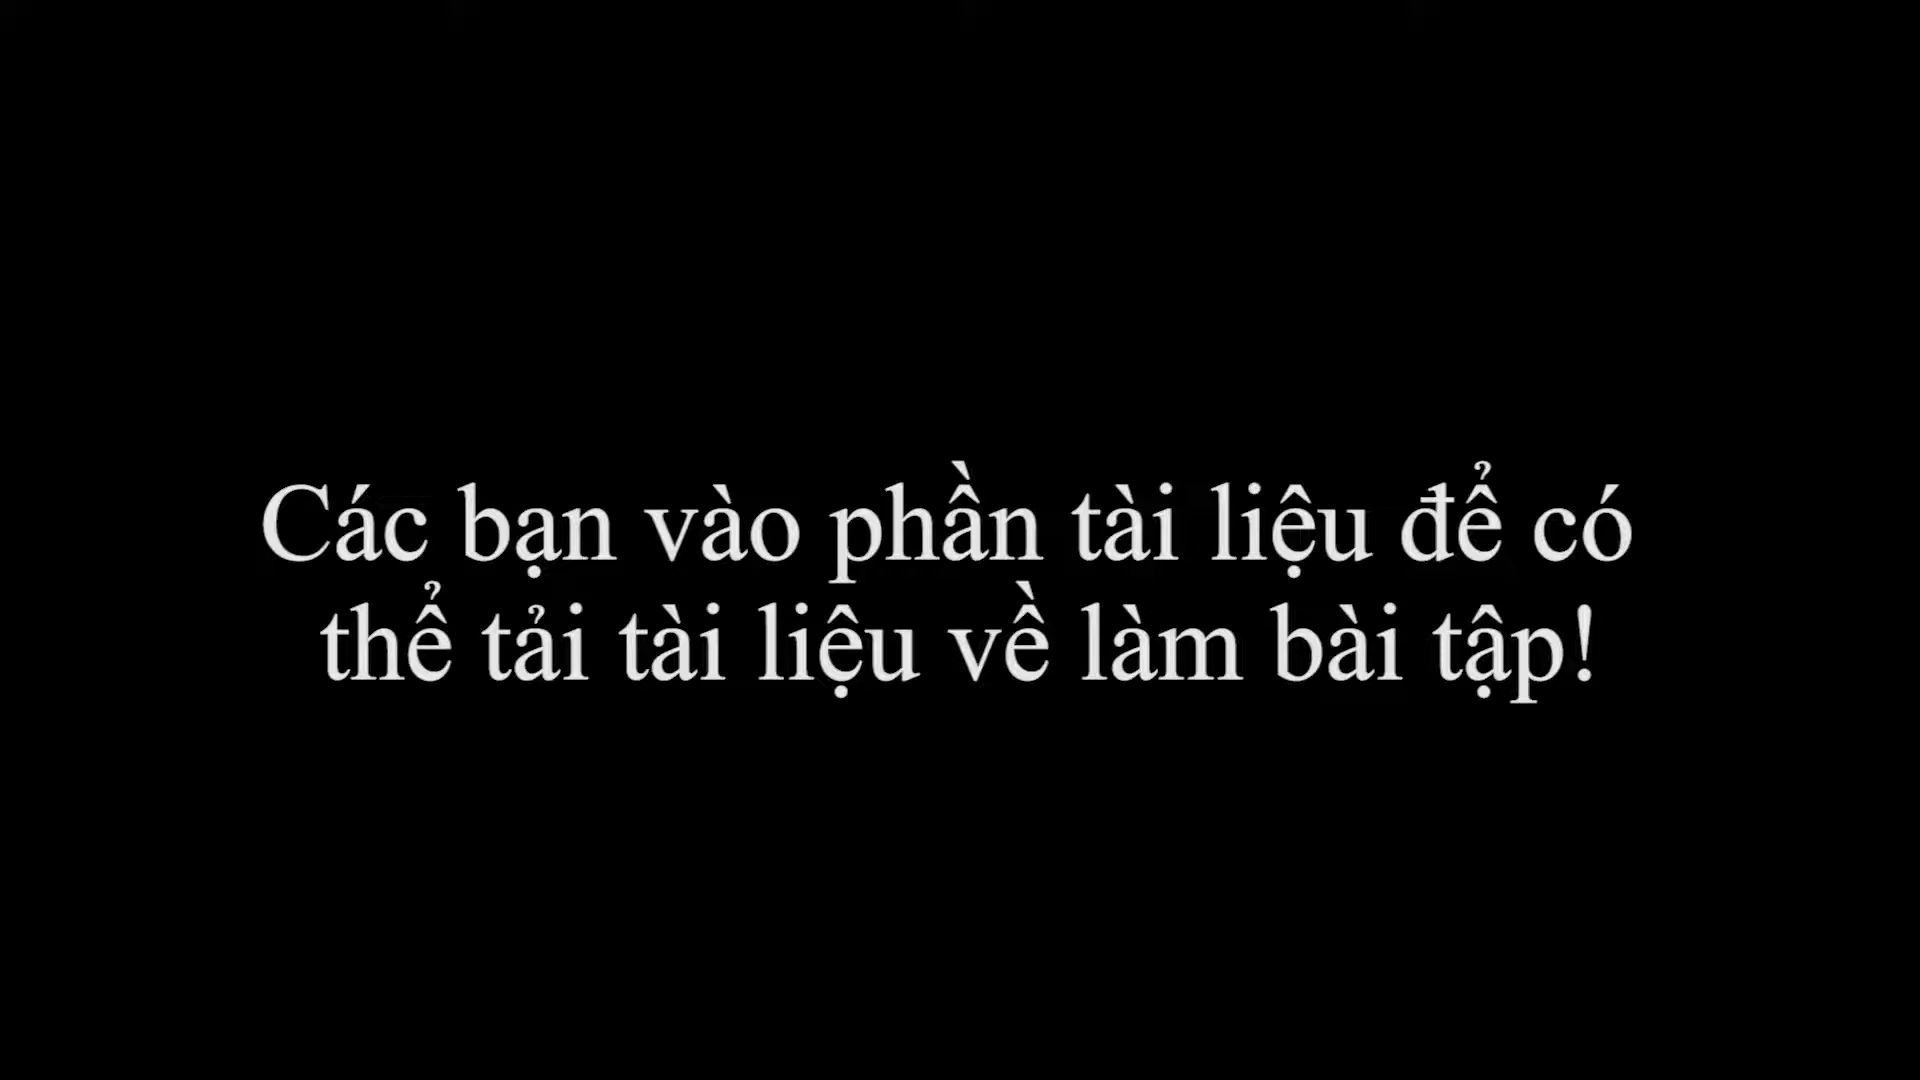 Các bạn vào phần tài liệu để có
thể tải tài liệu về làm bài tập!